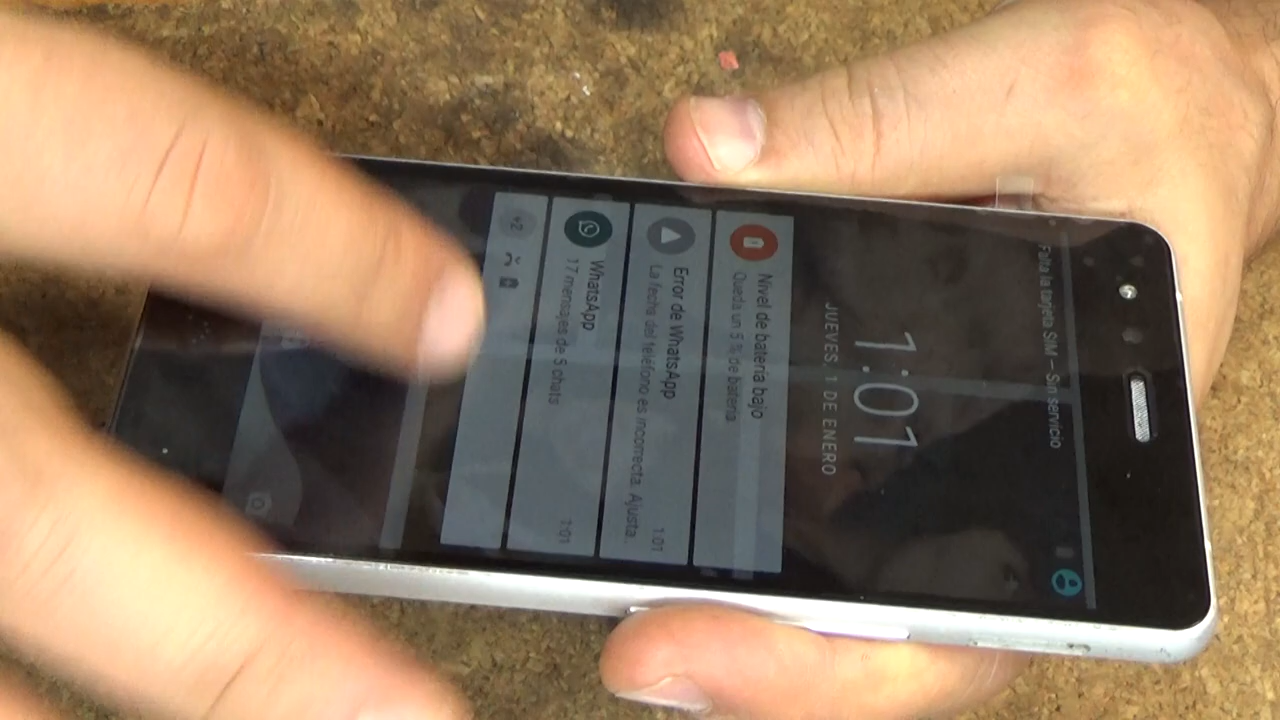 Falta la tarjeta SIM — Sin servicio
1:01
JUEVES, 1 DE ENERO
Nivel de batería bajo
Queda un 5 % de batería
Error de WhatsApp
1:01
La fecha del teléfono es incorrecta. Ajusta..
WhatsApp
1:01
17 mensajes de 5 chats
+2